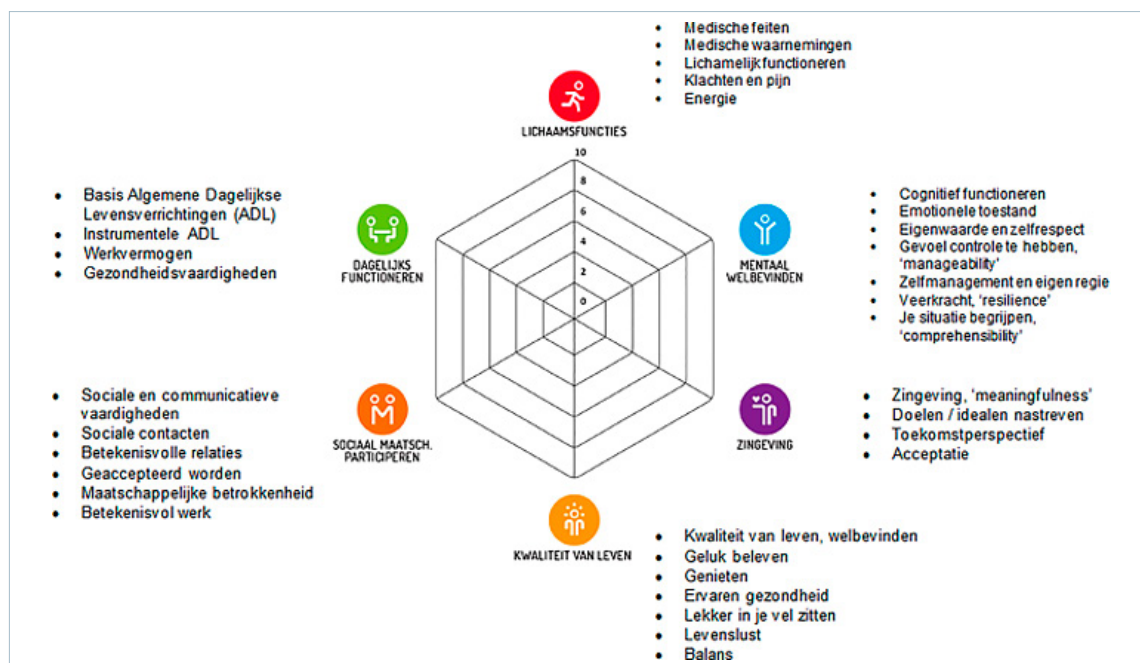 Medische feiten
Medische waarnemingen
Lichamelijk functioneren
Klachten en pijn
Energie
LICHAAMSFUNCTIES
10
8
6
4
2
0
Basis Algemene Dagelijkse
Levensverrichtingen (ADL)
Instrumentele ADL
Werkvermogen
Gezondheidsvaardigheden
DAGELIJKS
FUNCTIONEREN
MENTAAL
WELBEVINDEN
Cognitief functioneren
Emotionele toestand
Eigenwaarde en zelfrespect
Gevoel controle te hebben,
‘manageability’
Zelfmanagement en eigen regie
Veerkracht, ‘resilience’
Je situatie begrijpen,
‘comprehensibility’
Sociale en communicatieve
vaardigheden
Sociale contacten
Betekenisvolle relaties
Geaccepteerd worden
Maatschappelijke betrokkenheid
Betekenisvol werk
SOCIAAL MAATSCH.
PARTICIPEREN
ZINGEVING
Zingeving, ‘meaningfulness’
Doelen / idealen nastreven
Toekomstperspectief
Acceptatie
KWALITEIT VAN LEVEN
Kwaliteit van leven, welbevinden
Geluk beleven
Genieten
Ervaren gezondheid
Lekker in je vel zitten
Levenslust
Balans